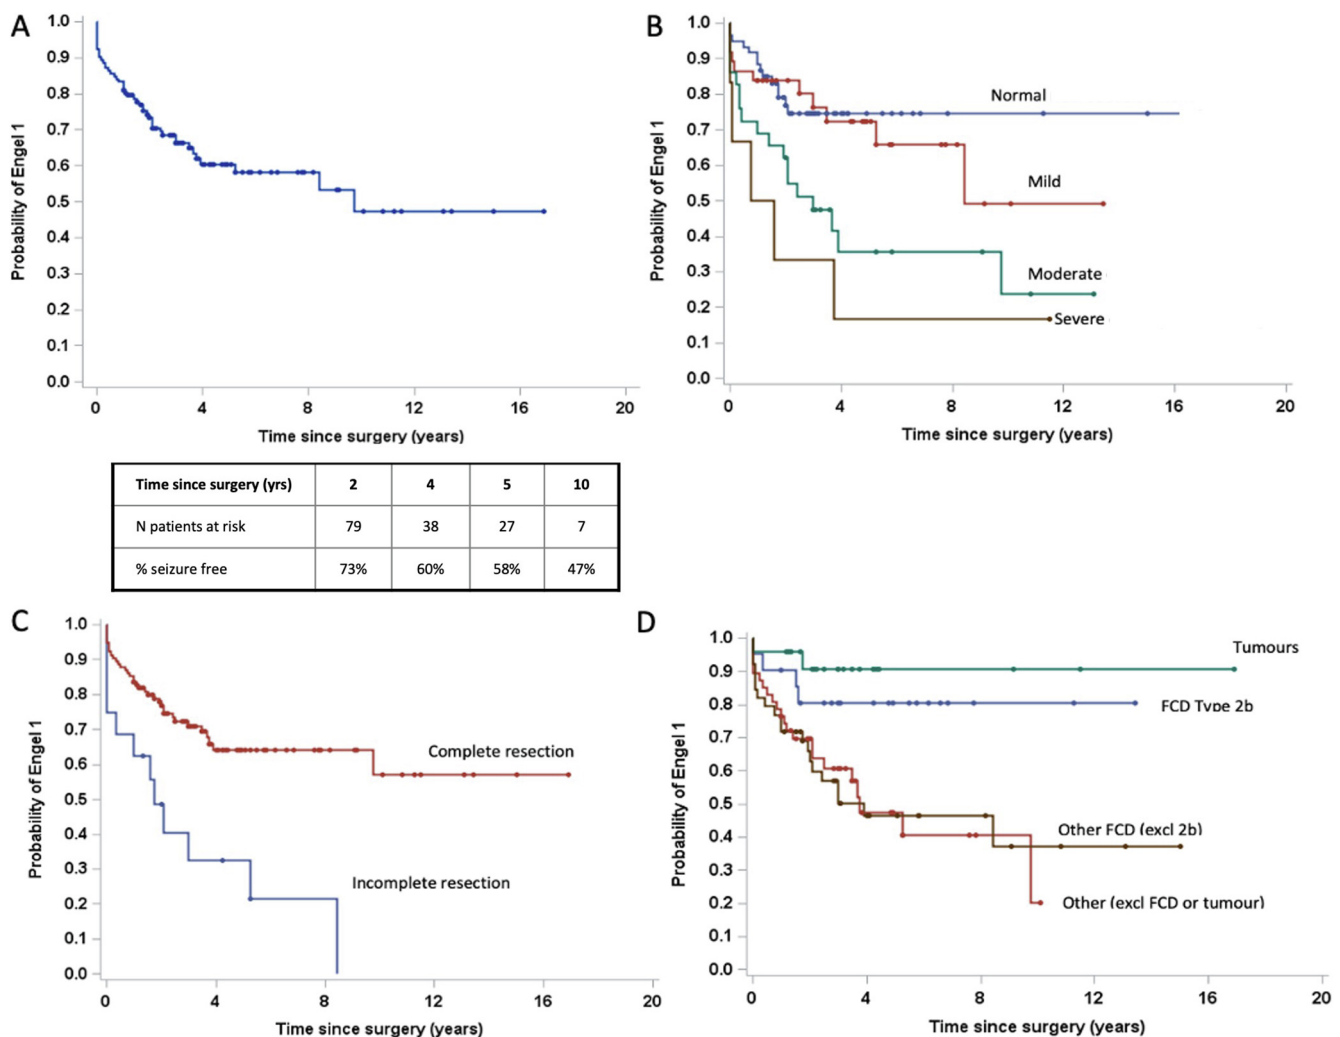 A
1.0
0.9
0.8
0.7
0.6
0.5
0.4
0.3
0.2
0.1
0.0
Probability of Engel 1
0 4 8 12 16 20
Time since surgery (years)
Time since surgery (yrs) 2 4 5 10
N patients at risk 79 38 27 7
% seizure free 73% 60% 58% 47%
B
1.0
0.9
0.8
0.7
0.6
0.5
0.4
0.3
0.2
0.1
0.0
Probability of Engel 1
Normal
Mild
Moderate
Severe
0 4 8 12 16 20
Time since surgery (years)
C
1.0
0.9
0.8
0.7
0.6
0.5
0.4
0.3
0.2
0.1
0.0
Probability of Engel 1
Complete resection
Incomplete resection
0 4 8 12 16 20
Time since surgery (years)
D
1.0
0.9
0.8
0.7
0.6
0.5
0.4
0.3
0.2
0.1
0.0
Probability of Engel 1
Tumours
FCD Type 2b
Other FCD (excl 2b)
Other (excl FCD or tumour)
0 4 8 12 16 20
Time since surgery (years)